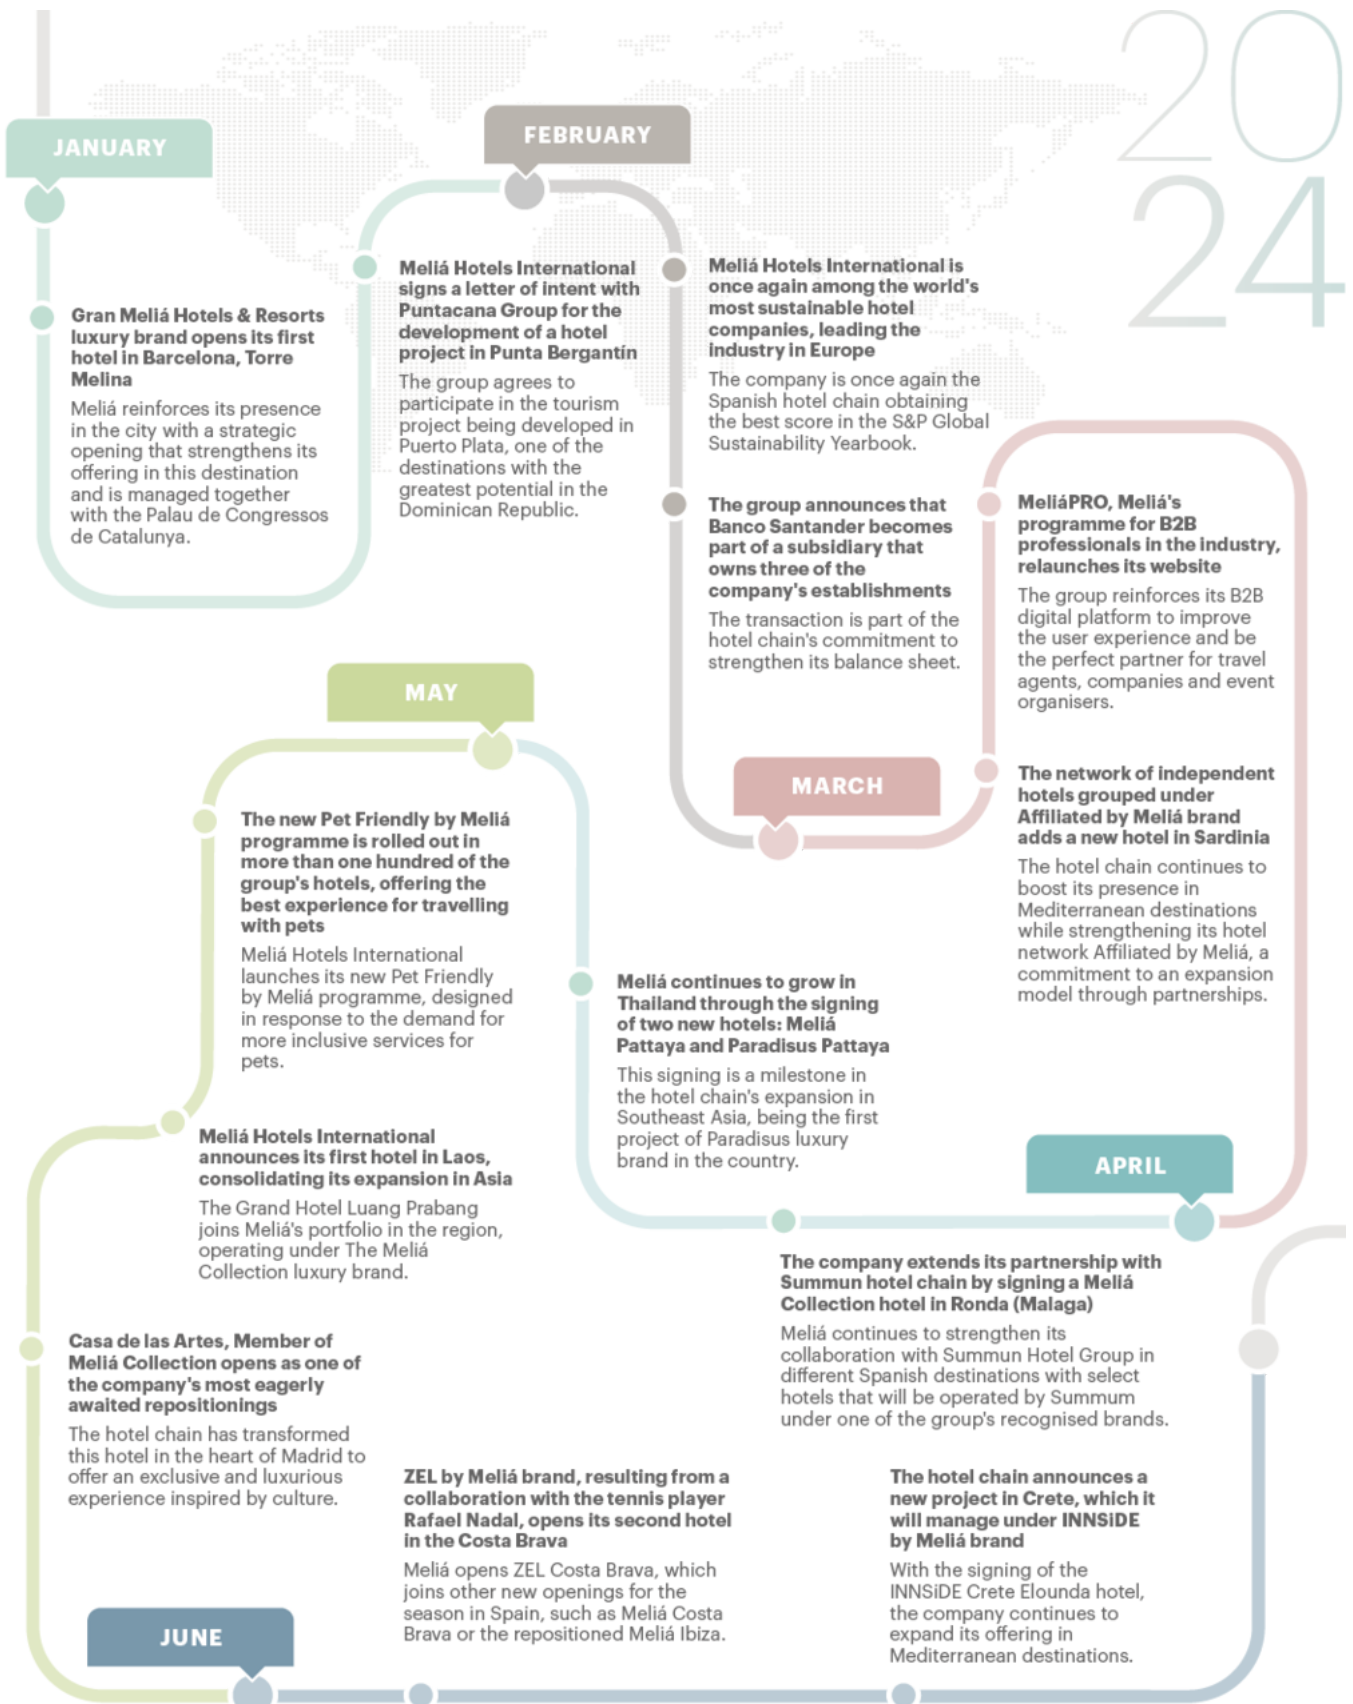 2024
JANUARY
Gran Meliá Hotels & Resorts
luxury brand opens its first
hotel in Barcelona, Torre
Melina
Meliá reinforces its presence
in the city with a strategic
opening that strengthens its
offering in this destination
and is managed together
with the Palau de Congressos
de Catalunya.
Meliá Hotels International
signs a letter of intent with
Puntacana Group for the
development of a hotel
project in Punta Bergantín
The group agrees to
participate in the tourism
project being developed in
Puerto Plata, one of the
destinations with the
greatest potential in the
Dominican Republic.
FEBRUARY
Meliá Hotels International is
once again among the world's
most sustainable hotel
companies, leading the
industry in Europe
The company is once again the
Spanish hotel chain obtaining
the best score in the S&P Global
Sustainability Yearbook.
The group announces that
Banco Santander becomes
part of a subsidiary that
owns three of the
company's establishments
The transaction is part of the
hotel chain's commitment to
strengthen its balance sheet.
MARCH
MeliáPRO, Meliá's
programme for B2B
professionals in the industry,
relaunches its website
The group reinforces its B2B
digital platform to improve
the user experience and be
the perfect partner for travel
agents, companies and event
organisers.
The network of independent
hotels grouped under
Affiliated by Meliá brand
adds a new hotel in Sardinia
The hotel chain continues to
boost its presence in
Mediterranean destinations
while strengthening its hotel
network Affiliated by Meliá, a
commitment to an expansion
model through partnerships.
APRIL
The company extends its partnership with
Summun hotel chain by signing a Meliá
Collection hotel in Ronda (Malaga)
Meliá continues to strengthen its
collaboration with Summun Hotel Group in
different Spanish destinations with select
hotels that will be operated by Summum
under one of the group's recognised brands.
Meliá continues to grow in
Thailand through the signing
of two new hotels: Meliá
Pattaya and Paradisus Pattaya
This signing is a milestone in
the hotel chain's expansion in
Southeast Asia, being the first
project of Paradisus luxury
brand in the country.
MAY
The new Pet Friendly by Meliá
programme is rolled out in
more than one hundred of the
group's hotels, offering the
best experience for travelling
with pets
Meliá Hotels International
launches its new Pet Friendly
by Meliá programme, designed
in response to the demand for
more inclusive services for
pets.
Meliá Hotels International
announces its first hotel in Laos,
consolidating its expansion in Asia
The Grand Hotel Luang Prabang
joins Meliá's portfolio in the region,
operating under The Meliá
Collection luxury brand.
Casa de las Artes, Member of
Meliá Collection opens as one of
the company's most eagerly
awaited repositionings
The hotel chain has transformed
this hotel in the heart of Madrid to
offer an exclusive and luxurious
experience inspired by culture.
JUNE
ZEL by Meliá brand, resulting from a
collaboration with the tennis player
Rafael Nadal, opens its second hotel
in the Costa Brava
Meliá opens ZEL Costa Brava, which
joins other new openings for the
season in Spain, such as Meliá Costa
Brava or the repositioned Meliá Ibiza.
The hotel chain announces a
new project in Crete, which it
will manage under INNSiDE
by Meliá brand
With the signing of the
INNSiDE Crete Elounda hotel,
the company continues to
expand its offering in
Mediterranean destinations.